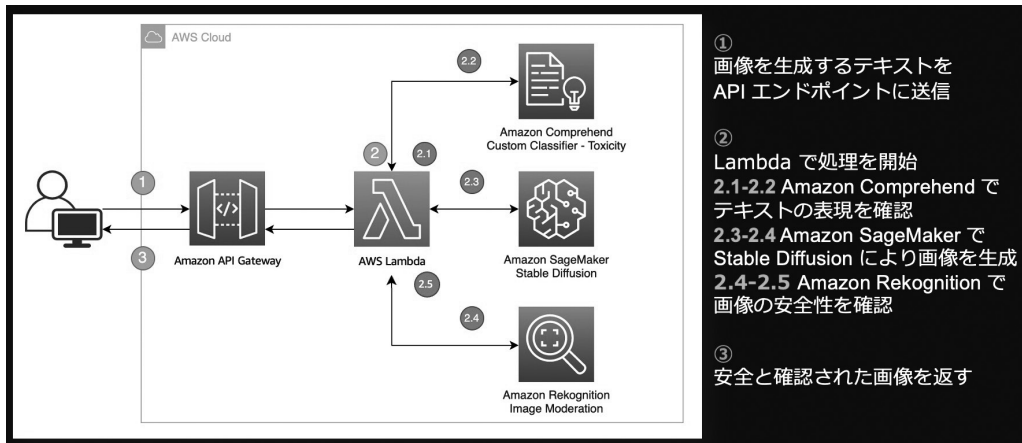 AWS Cloud
2.2
Amazon Comprehend
Custom Classifier - Toxicity
2
2.1
1
2.3
</>
3
Amazon API Gateway
AWS Lambda
Amazon SageMaker
Stable Diffusion
2.5
2.4
Amazon Rekognition
Image Moderation
①
画像を生成するテキストを
API エンドポイントに送信
②
Lambda で処理を開始
2.1-2.2 Amazon Comprehend で
テキストの表現を確認
2.3-2.4 Amazon SageMaker で
Stable Diffusion により画像を生成
2.4-2.5 Amazon Rekognition で
画像の安全性を確認
③
安全と確認された画像を返す